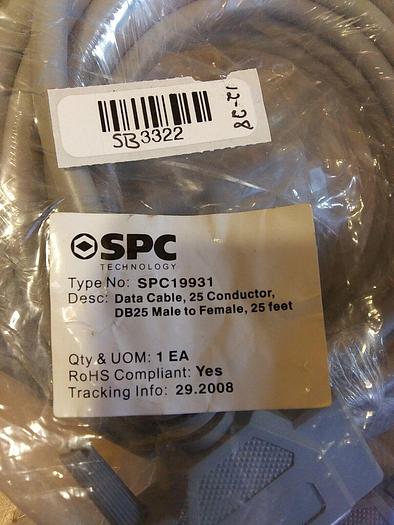 SB3322
12-28
SPC
TECHNOLOGY
Type No: SPC19931
Desc: Data Cable, 25 Conductor,
DB25 Male to Female, 25 feet
Qty & UOM: 1 EA
RoHS Compliant: Yes
Tracking Info: 29.2008